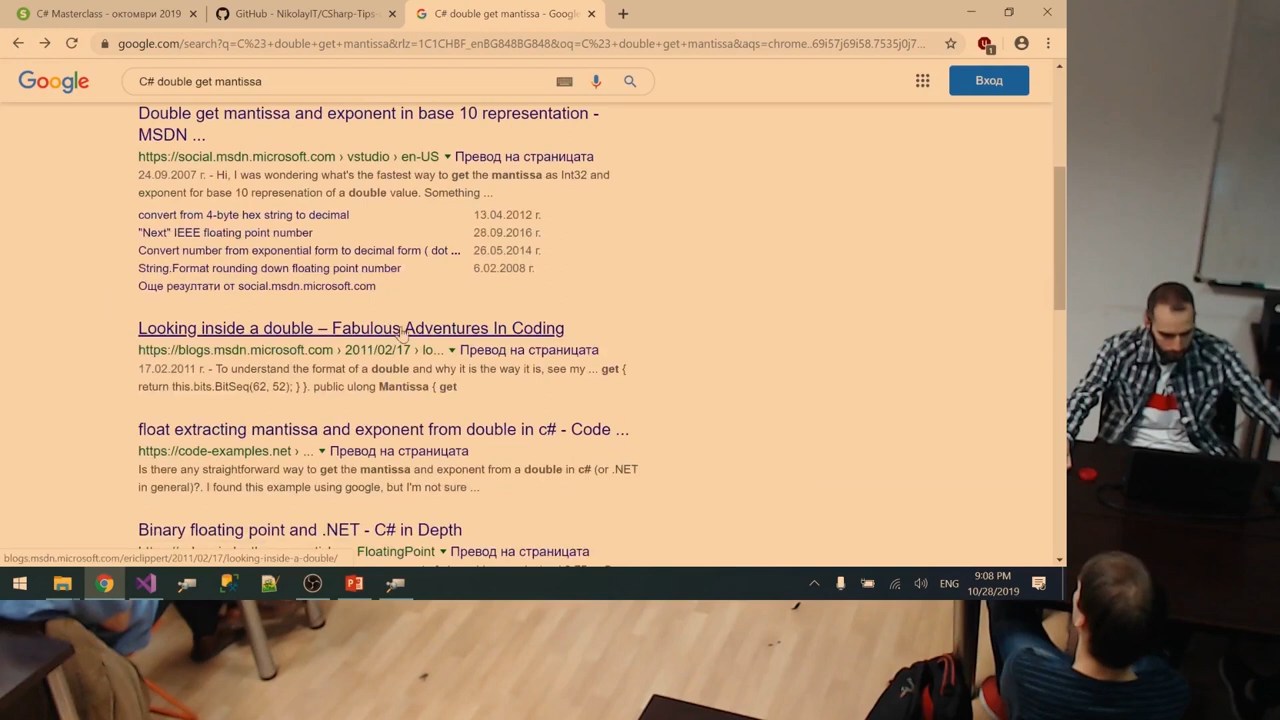 C# Masterclass - октомври 2019
GitHub - NikolayIT/CSharp-Tips-
C# double get mantissa - Google
google.com/search?q=C%23+double+get+mantissa&rlz=1C1CHBF_enBG848BG848&oq=C%23+double+get+mantissa&aqs=chrome..69i57j69i58.7535j0j7...
1
Google
C# double get mantissa
Вход
Double get mantissa and exponent in base 10 representation -
MSDN ...
https://social.msdn.microsoft.com › vstudio › en-US Превод на страницата
24.09.2007 г. - Hi, I was wondering what's the fastest way to get the mantissa as Int32 and
exponent for base 10 represenation of a double value. Something ...
convert from 4-byte hex string to decimal 13.04.2012 г.
"Next" IEEE floating point number 28.09.2016 г.
Convert number from exponential form to decimal form ( dot ... 26.05.2014 г.
String.Format rounding down floating point number 6.02.2008 г.
Още резултати от social.msdn.microsoft.com
Looking inside a double – Fabulous Adventures In Coding
https://blogs.msdn.microsoft.com › 2011/02/17 › lo... Превод на страницата
17.02.2011 г. - To understand the format of a double and why it is the way it is, see my ... get {
return this.bits.BitSeq(62, 52); } }. public ulong Mantissa { get
float extracting mantissa and exponent from double in c# - Code ...
https://code-examples.net › ... Превод на страницата
Is there any straightforward way to get the mantissa and exponent from a double in c# (or .NET
in general)?. I found this example using google, but I'm not sure ...
Binary floating point and .NET - C# in Depth
FloatingPoint Превод на страницата
blogs.msdn.microsoft.com/ericlippert/2011/02/17/looking-inside-a-double/
ENG
9:08 PM
10/28/2019